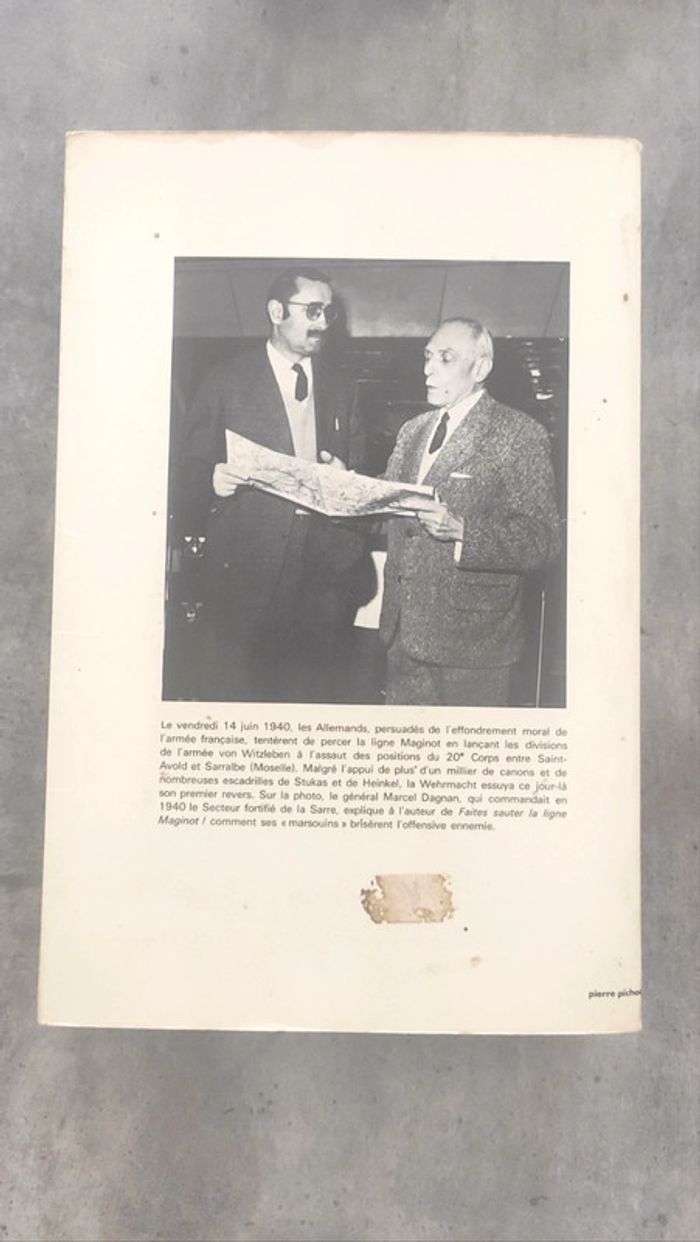 Le vendredi 14 juin 1940, les Allemands, persuadés de l'effondrement moral de
l'armée française, tentèrent de percer la ligne Maginot en lançant les divisions
de l'armée von Witzleben à l'assaut des positions du 20e Corps entre Saint-
Avold et Sarralbe (Moselle). Malgré l'appui de plus d'un millier de canons et de
nombreuses escadrilles de Stukas et de Heinkel, la Wehrmacht essuya ce jour-là
son premier revers. Sur la photo, le général Marcel Dagnan, qui commandait en
1940 le Secteur fortifié de la Sarre, explique à l'auteur de Faites sauter la ligne
Maginot ! comment ses « marsouins » brisèrent l'offensive ennemie.
pierre picho